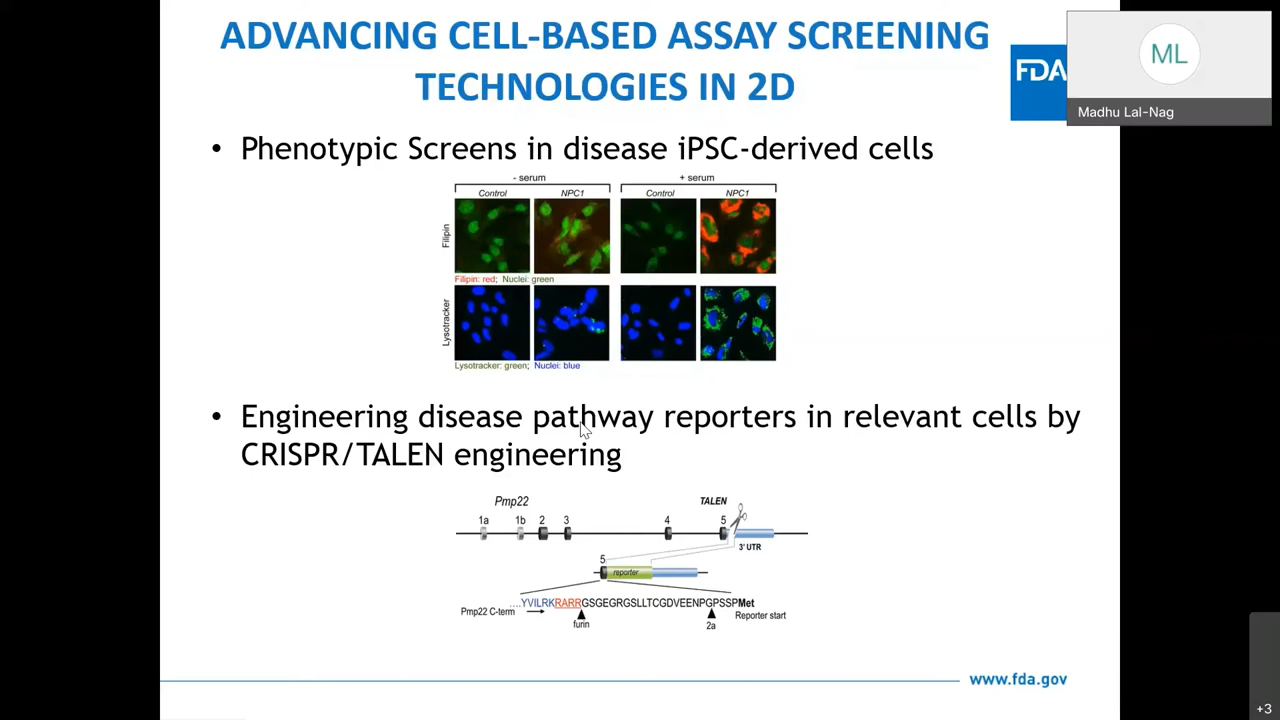 ADVANCING CELL-BASED ASSAY SCREENING
TECHNOLOGIES IN 2D
FDA
ML
Madhu Lal-Nag
• Phenotypic Screens in disease iPSC-derived cells
- serum + serum
Control NPC1 Control NPC1
Filipin
Filipin: red; Nuclei: green
Lysotracker
Lysotracker: green; Nuclei: blue
• Engineering disease pathway reporters in relevant cells by
CRISPR/TALEN engineering
Pmp22 TALEN
1a 1b 2 3 4 5
3' UTR
5
reporter
....YVILRKRARRGSGEGRGSLLTCGDVEENPGPSSPMet
Pmp22 C-term Reporter start
furin 2a
www.fda.gov
+3